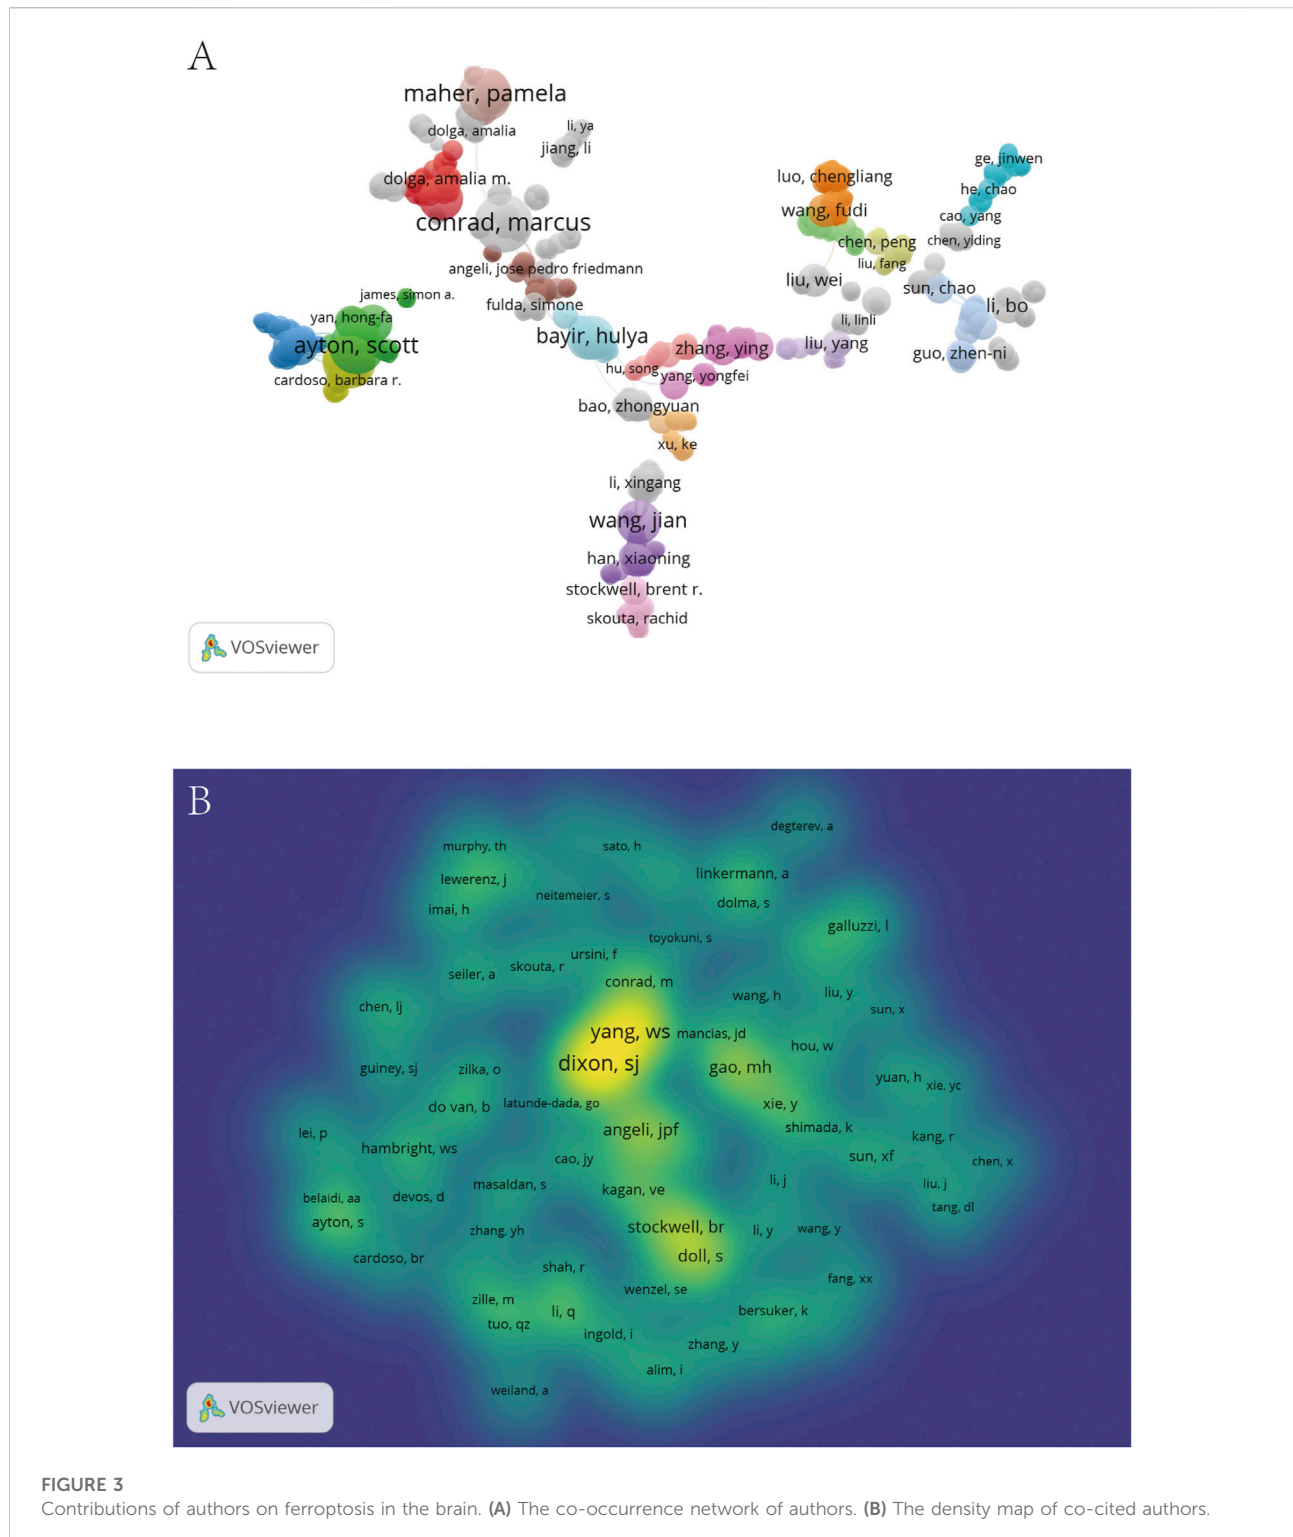 A
maher, pamela
dolga, amalia
li, ya
jiang, li
dolga, amalia m.
conrad, marcus
angeli, jose pedro friedmann
fulda, simone
james, simon a.
yan, hong-fa
ayton, scott
cardoso, barbara r.
bayir, hulya
hu, song
zhang, ying
yang, yongfei
bao, zhongyuan
xu, ke
li, xingang
wang, jian
han, xiaoning
stockwell, brent r.
skouta, rachid
luo, chengliang
wang, fudi
chen, peng
liu, fang
liu, wei
li, linli
liu, yang
ge, jinwen
he, chao
cao, yang
chen, yiding
sun, chao
li, bo
guo, zhen-ni
VOSviewer
B
degterev, a
murphy, th
sato, h
lewerenz, j
linkermann, a
neitemeier, s
dolma, s
imai, h
galluzzi, l
toyokuni, s
ursini, f
skouta, r
seiler, a
conrad, m
wang, h
liu, y
chen, lj
sun, x
yang, ws
mancias, jd
hou, w
dixon, sj
gao, mh
guiney, sj
zilka, o
yuan, h
xie, yc
do van, b
latunde-dada, go
xie, y
shimada, k
lei, p
angeli, jpf
kang, r
hambright, ws
cao, jy
sun, xf
chen, x
masaldan, s
li, j
liu, j
belaidi, aa
devos, d
kagan, ve
tang, dl
ayton, s
zhang, yh
stockwell, br
li, y
wang, y
cardoso, br
doll, s
shah, r
fang, xx
wenzel, se
zille, m
li, q
bersuker, k
tuo, qz
ingold, i
zhang, y
alim, i
weiland, a
VOSviewer
FIGURE 3
Contributions of authors on ferroptosis in the brain. (A) The co-occurrence network of authors. (B) The density map of co-cited authors.